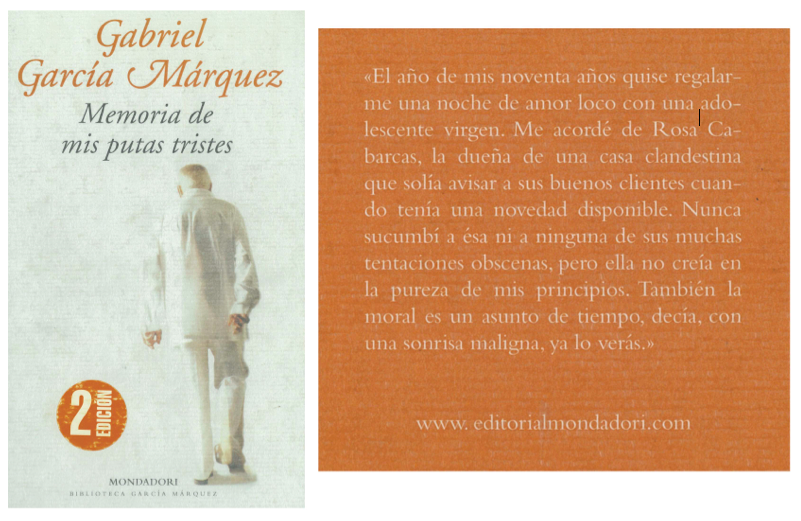 Gabriel
García Márquez
Memoria de
mis putas tristes
2ª
EDICIÓN
MONDADORI
BIBLIOTECA GARCÍA MÁRQUEZ
«El año de mis noventa años quise regalar-
me una noche de amor loco con una ado-
lescente virgen. Me acordé de Rosa Ca-
barcas, la dueña de una casa clandestina
que solía avisar a sus buenos clientes cuan-
do tenía una novedad disponible. Nunca
sucumbí a ésa ni a ninguna de sus muchas
tentaciones obscenas, pero ella no creía en
la pureza de mis principios. También la
moral es un asunto de tiempo, decía, con
una sonrisa maligna, ya lo verás.»
www. editorialmondadori.com